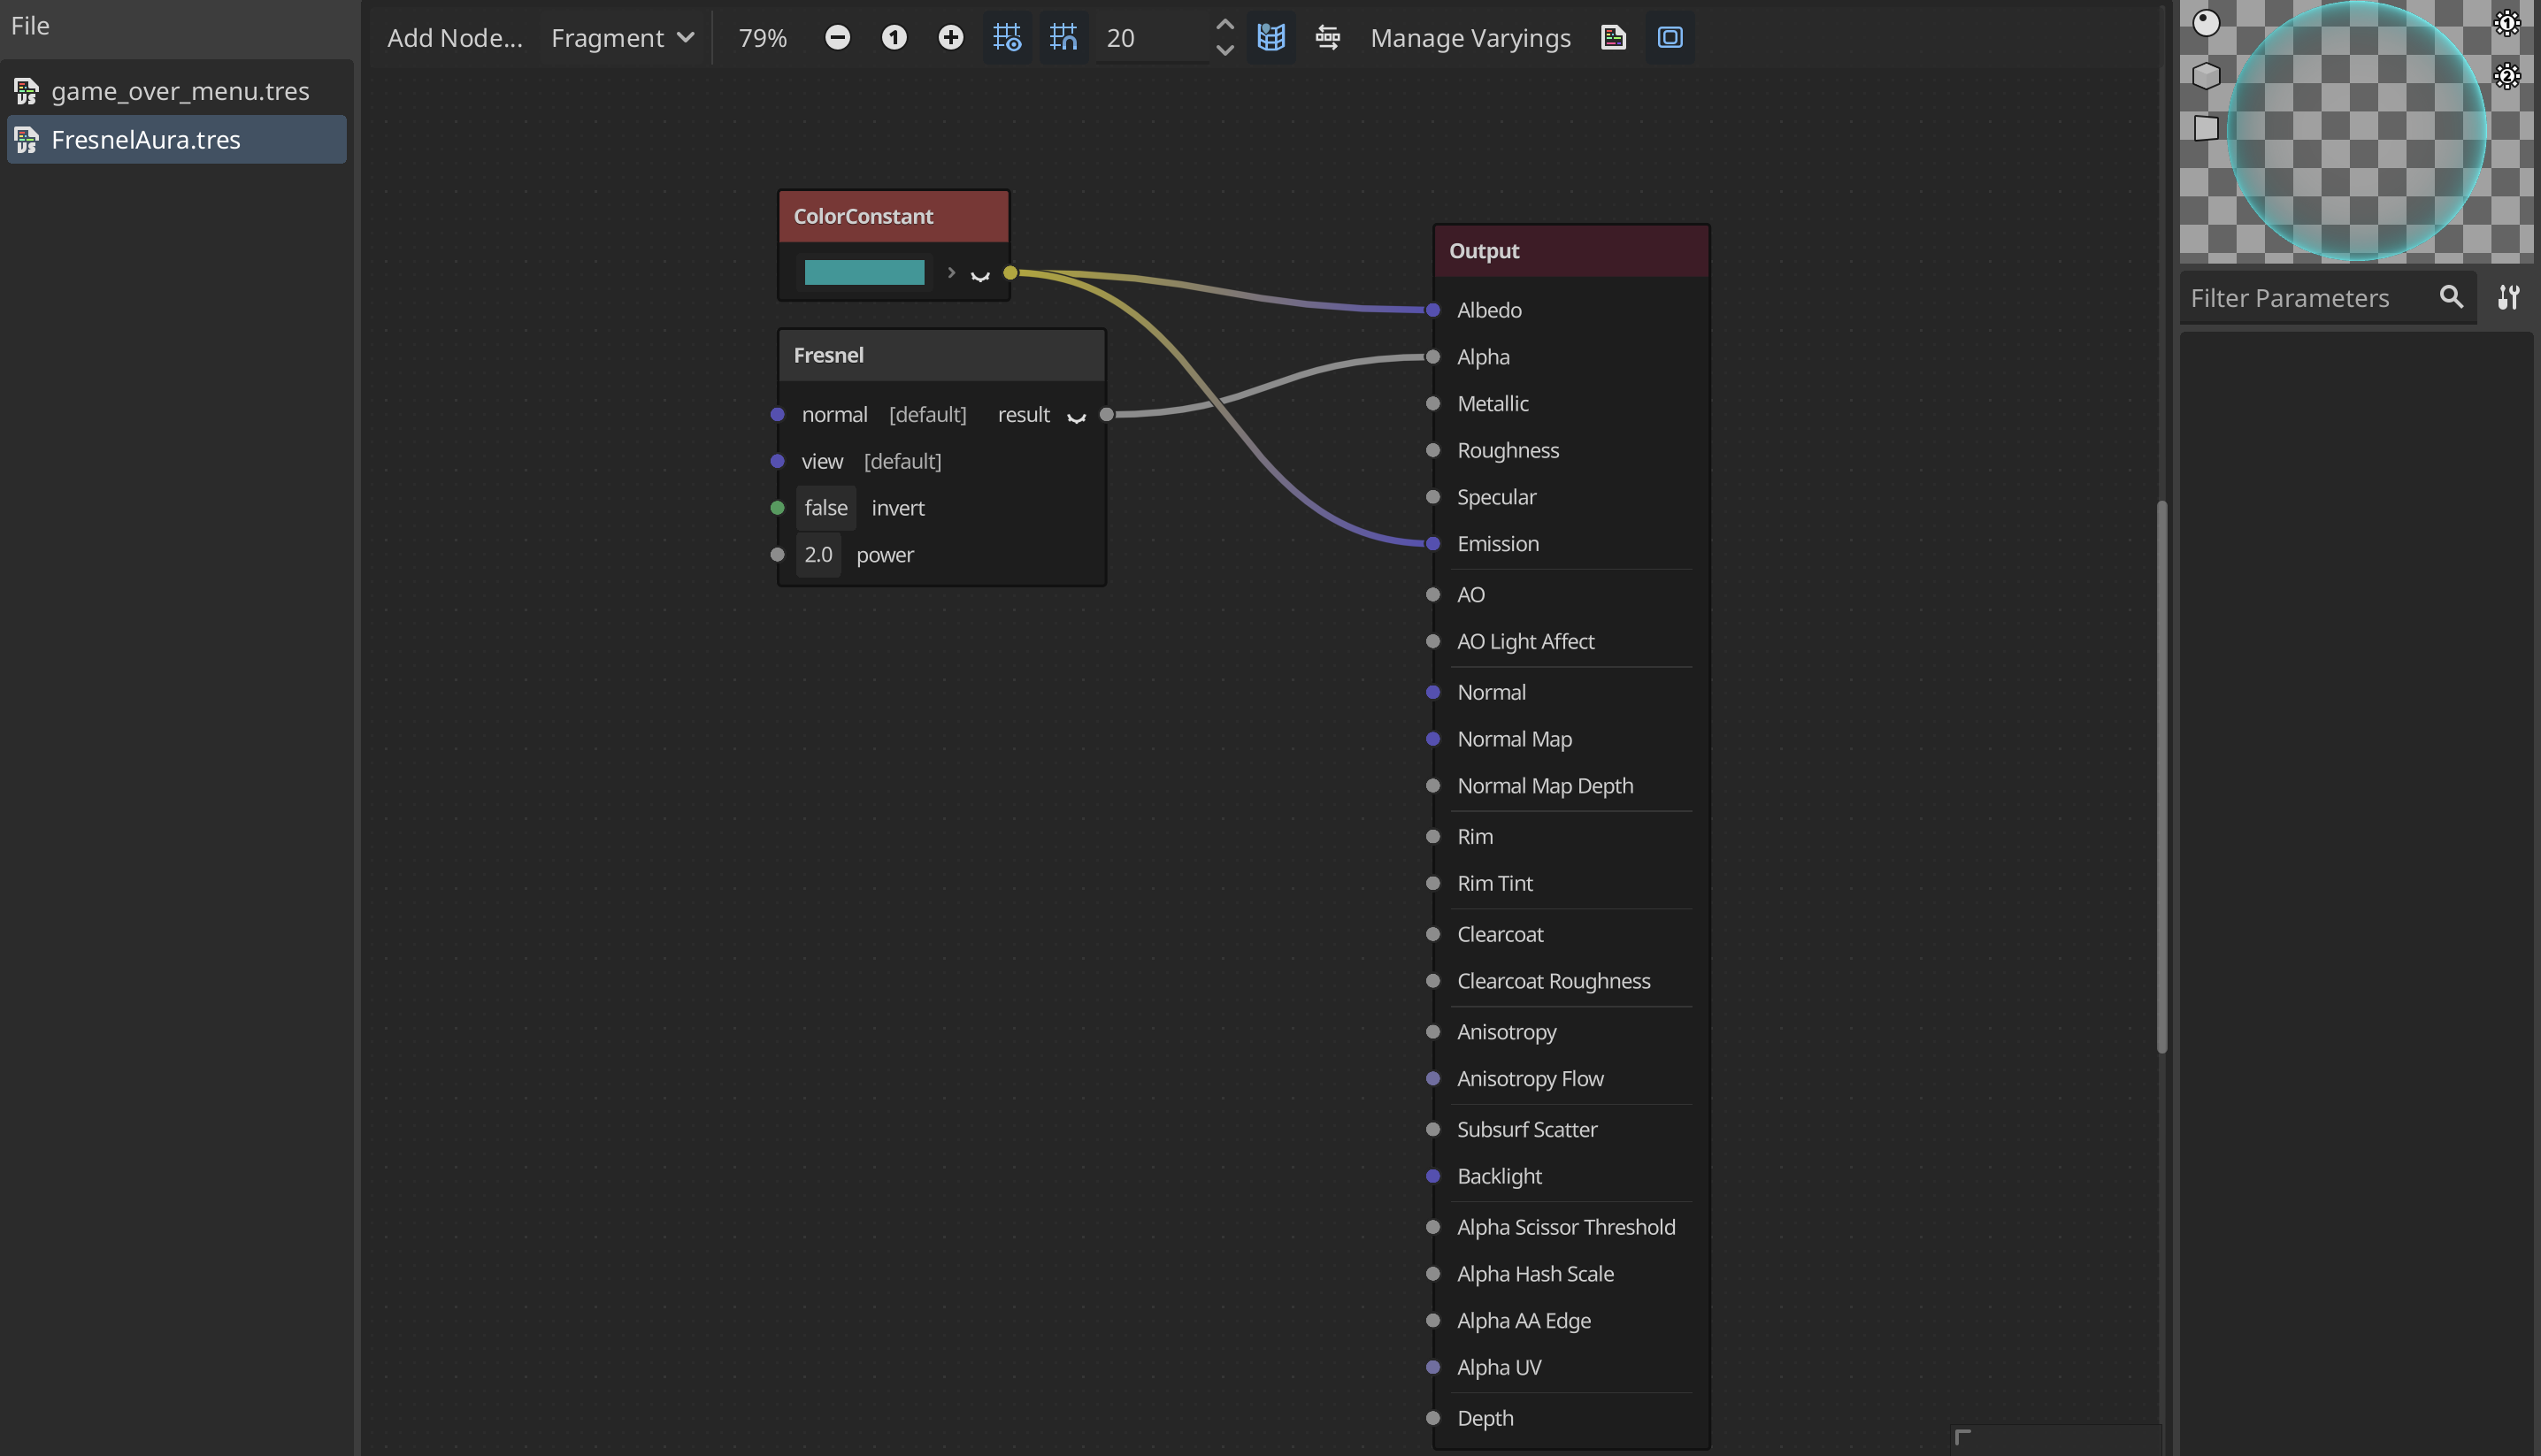 File
game_over_menu.tres
FresnelAura.tres
Add Node... Fragment 79% 1 20 Manage Varyings
ColorConstant
Fresnel
normal [default] result
view [default]
false invert
2.0 power
Output
Albedo
Alpha
Metallic
Roughness
Specular
Emission
AO
AO Light Affect
Normal
Normal Map
Normal Map Depth
Rim
Rim Tint
Clearcoat
Clearcoat Roughness
Anisotropy
Anisotropy Flow
Subsurf Scatter
Backlight
Alpha Scissor Threshold
Alpha Hash Scale
Alpha AA Edge
Alpha UV
Depth
1
2
Filter Parameters